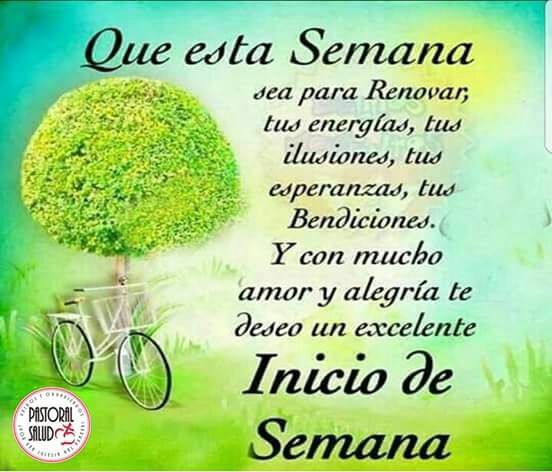 Que esta Semana
sea para Renovar,
tus energías, tus
ilusiones, tus
esperanzas, tus
Bendiciones.
Y con mucho
amor y alegría te
deseo un excelente
Inicio de
Semana
PASTORAL
SALUD